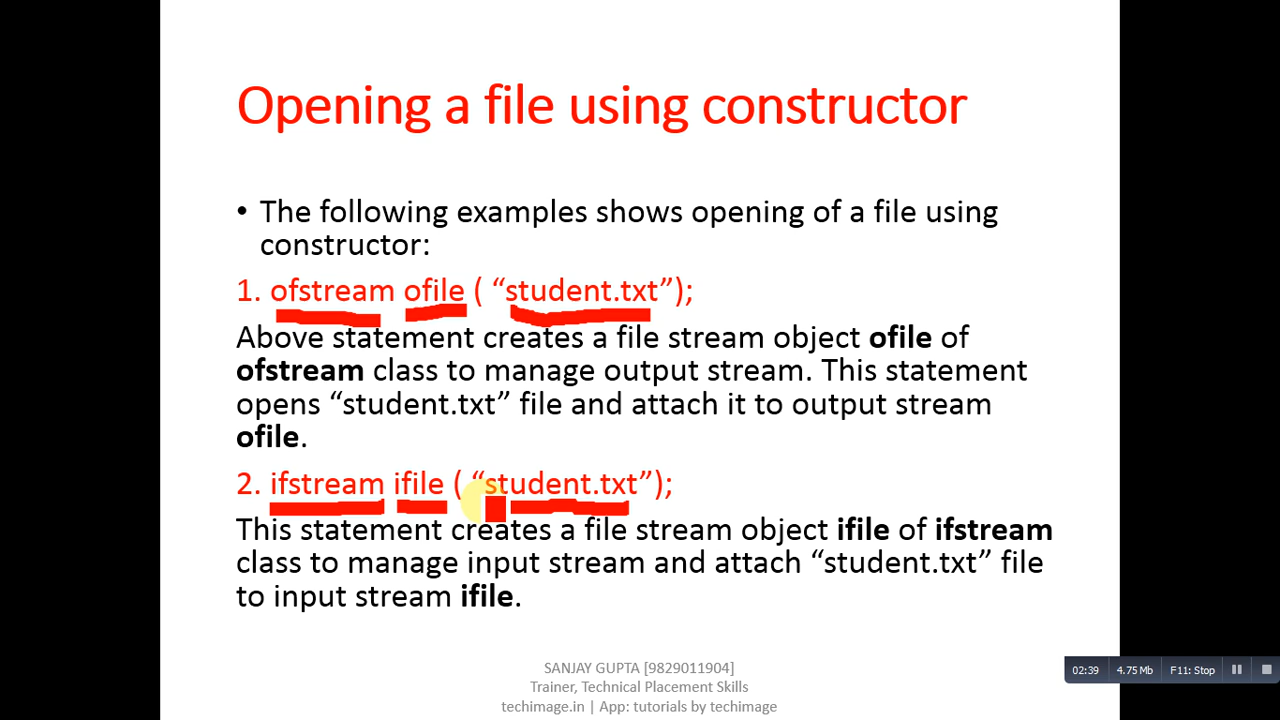 Opening a file using constructor
• The following examples shows opening of a file using
constructor:
1. ofstream ofile ( “student.txt”);
Above statement creates a file stream object ofile of
ofstream class to manage output stream. This statement
opens “student.txt” file and attach it to output stream
ofile.
2. ifstream ifile ( “student.txt”);
This statement creates a file stream object ifile of ifstream
class to manage input stream and attach “student.txt” file
to input stream ifile.
SANJAY GUPTA [9829011904]
Trainer, Technical Placement Skills
techimage.in | App: tutorials by techimage
02:39 4.75 Mb F11: Stop